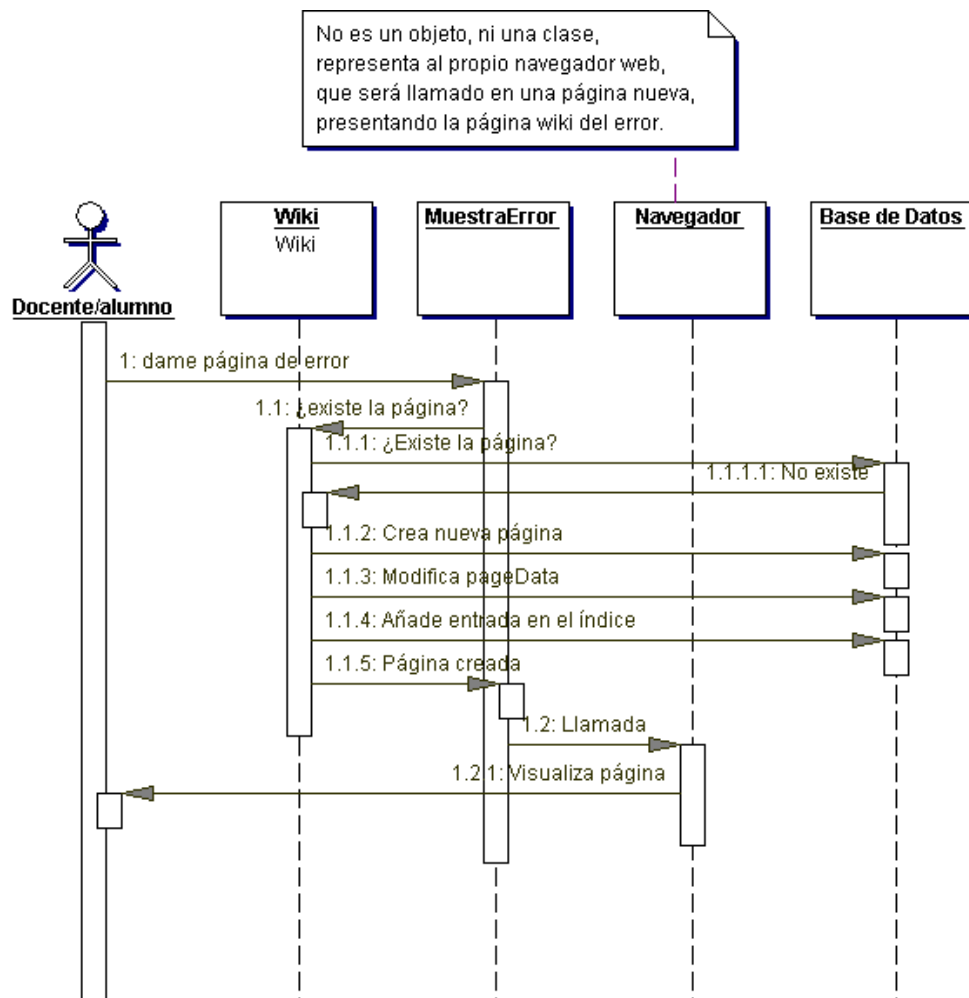 No es un objeto, ni una clase,
representa al propio navegador web,
que será llamado en una página nueva,
presentando la página wiki del error.
Docente/alumno
Wiki
Wiki
MuestraError
Navegador
Base de Datos
1: dame página de error
1.1: ¿existe la página?
1.1.1: ¿Existe la página?
1.1.1.1: No existe
1.1.2: Crea nueva página
1.1.3: Modifica pageData
1.1.4: Añade entrada en el índice
1.1.5: Página creada
1.2: Llamada
1.2.1: Visualiza página